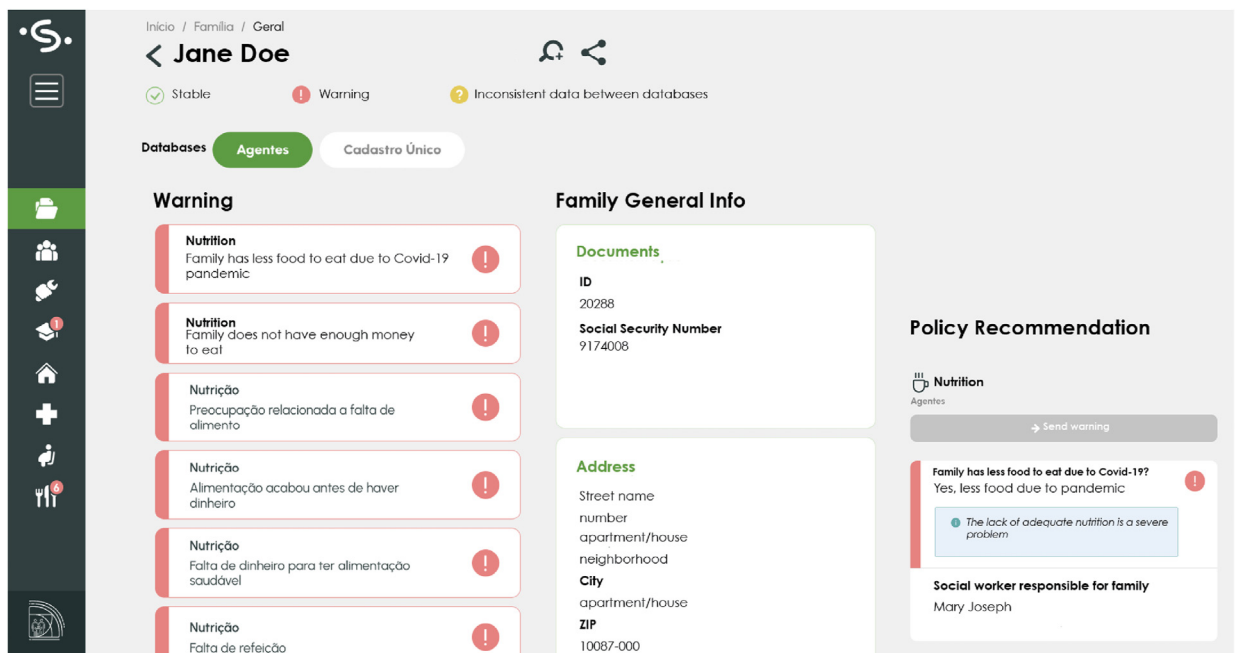 ·S.
Início / Família / Geral
Jane Doe
Stable
Warning
Inconsistent data between databases
Databases
Agentes
Cadastro Único
Warning
Nutrition
Family has less food to eat due to Covid-19
pandemic
Nutrition
Family does not have enough money
to eat
Nutrição
Preocupação relacionada a falta de
alimento
Nutrição
Alimentação acabou antes de haver
dinheiro
Nutrição
Falta de dinheiro para ter alimentação
saudável
Nutrição
Falta de refeição
Family General Info
Documents
ID
20288
Social Security Number
9174008
Address
Street name
number
apartment/house
neighborhood
City
apartment/house
ZIP
10087-000
Policy Recommendation
Nutrition
Agentes
Send warning
Family has less food to eat due to Covid-19?
Yes, less food due to pandemic
The lack of adequate nutrition is a severe
problem
Social worker responsible for family
Mary Joseph
1
6